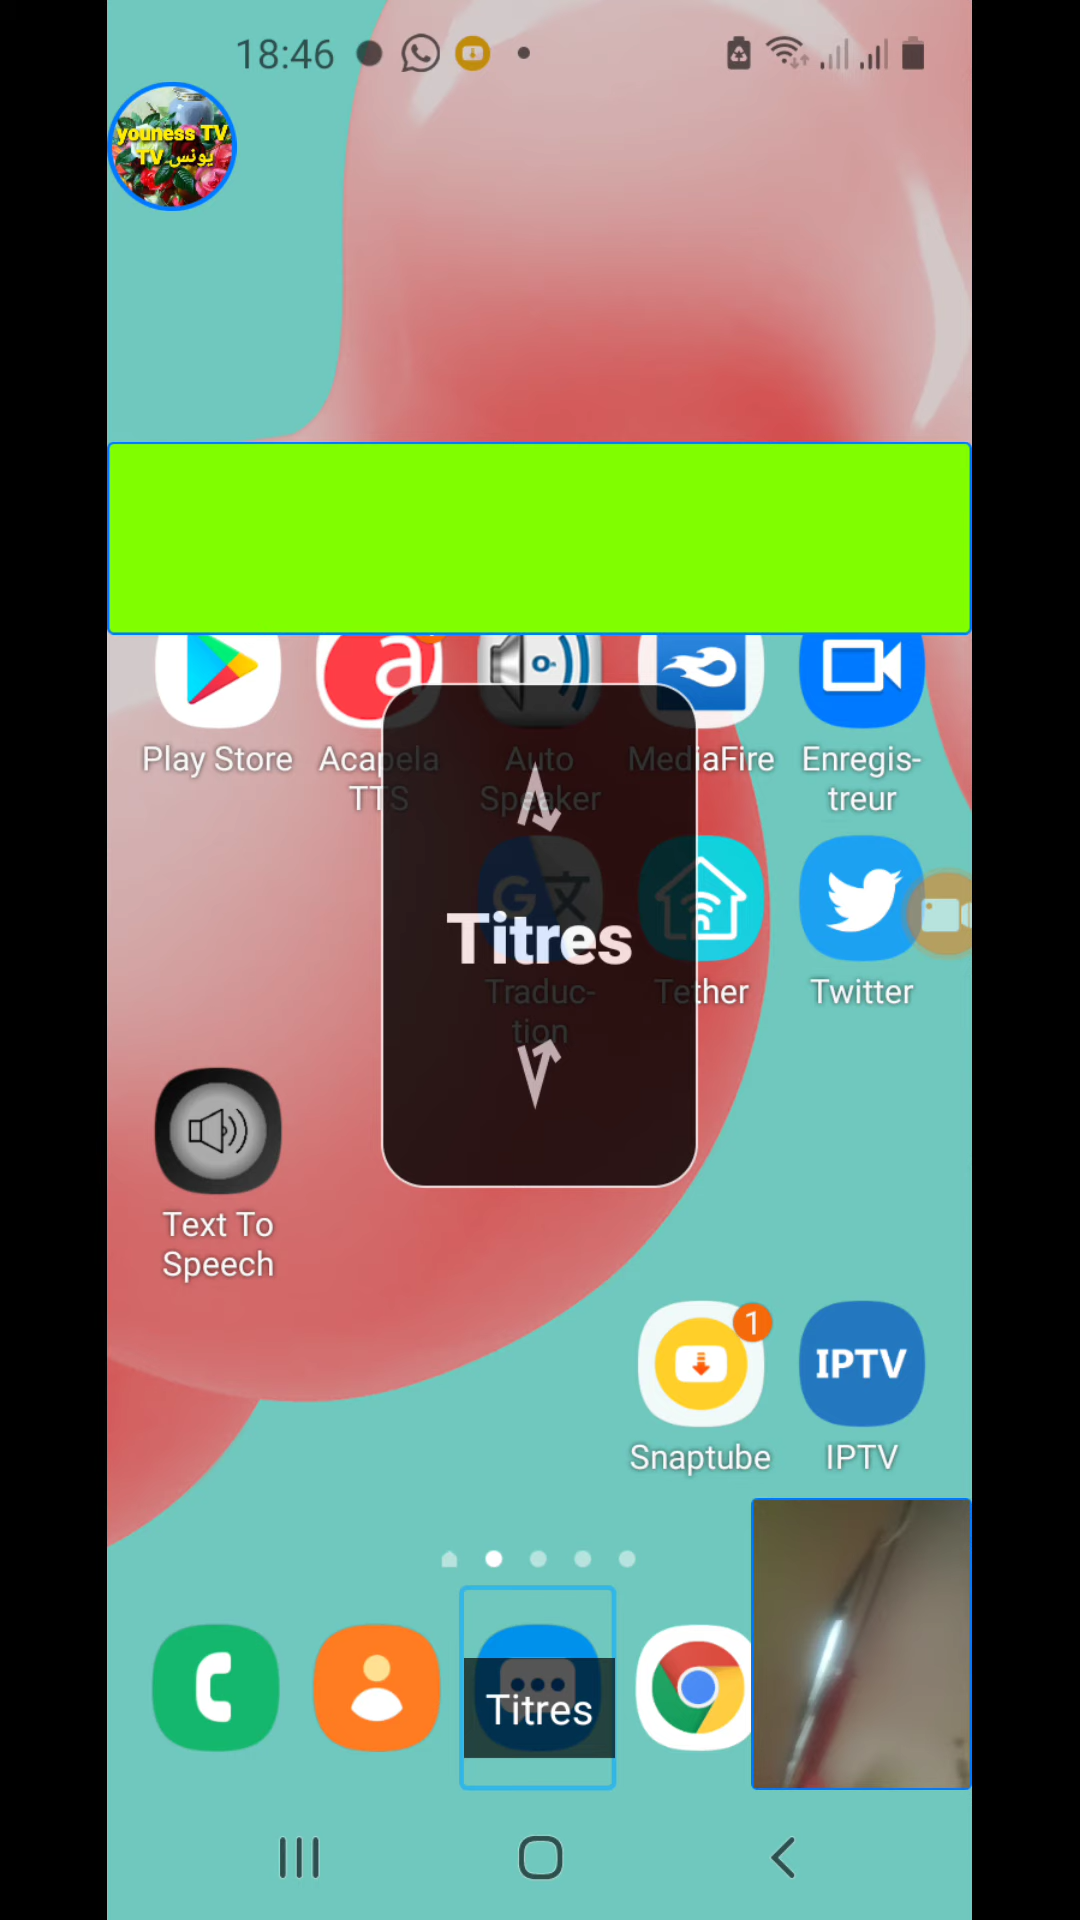 18:46
youness TV
يونس TV
Play Store
Acapela
TTS
Auto
Speaker
MediaFire
Enregis-
treur
Titres
Traduc-
tion
Tether
Twitter
Text To
Speech
1
IPTV
Snaptube
IPTV
Titres